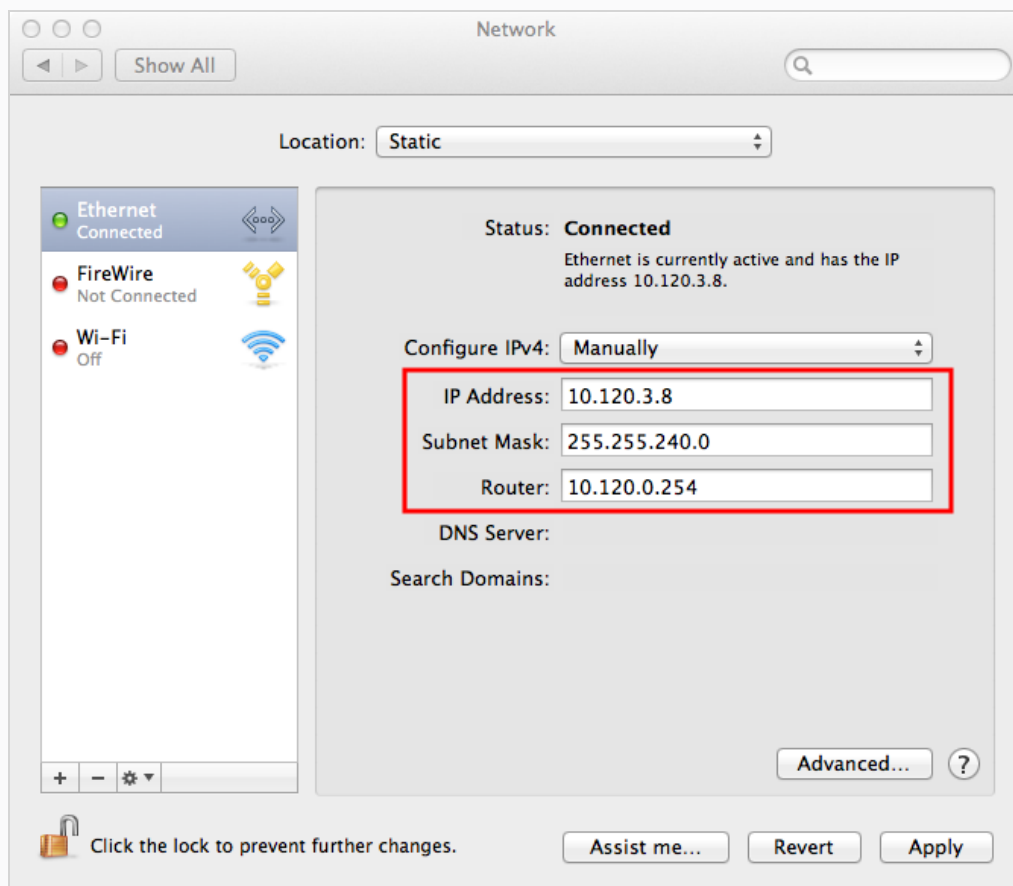 Network
Show All
Location: Static
Ethernet
Connected
FireWire
Not Connected
Wi-Fi
Off
Status: Connected
Ethernet is currently active and has the IP
address 10.120.3.8.
Configure IPv4: Manually
IP Address: 10.120.3.8
Subnet Mask: 255.255.240.0
Router: 10.120.0.254
DNS Server:
Search Domains:
Advanced... ?
+ −
Click the lock to prevent further changes.
Assist me... Revert Apply